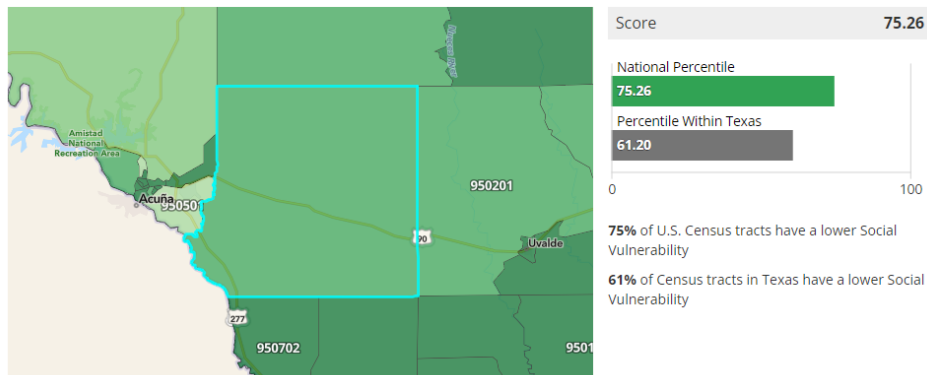 Amistad
National
Recreation Area
Acuña
950501
950201
90
Uvalde
277
950702
9501
Score 75.26
National Percentile
75.26
Percentile Within Texas
61.20
0 100
75% of U.S. Census tracts have a lower Social
Vulnerability
61% of Census tracts in Texas have a lower Social
Vulnerability